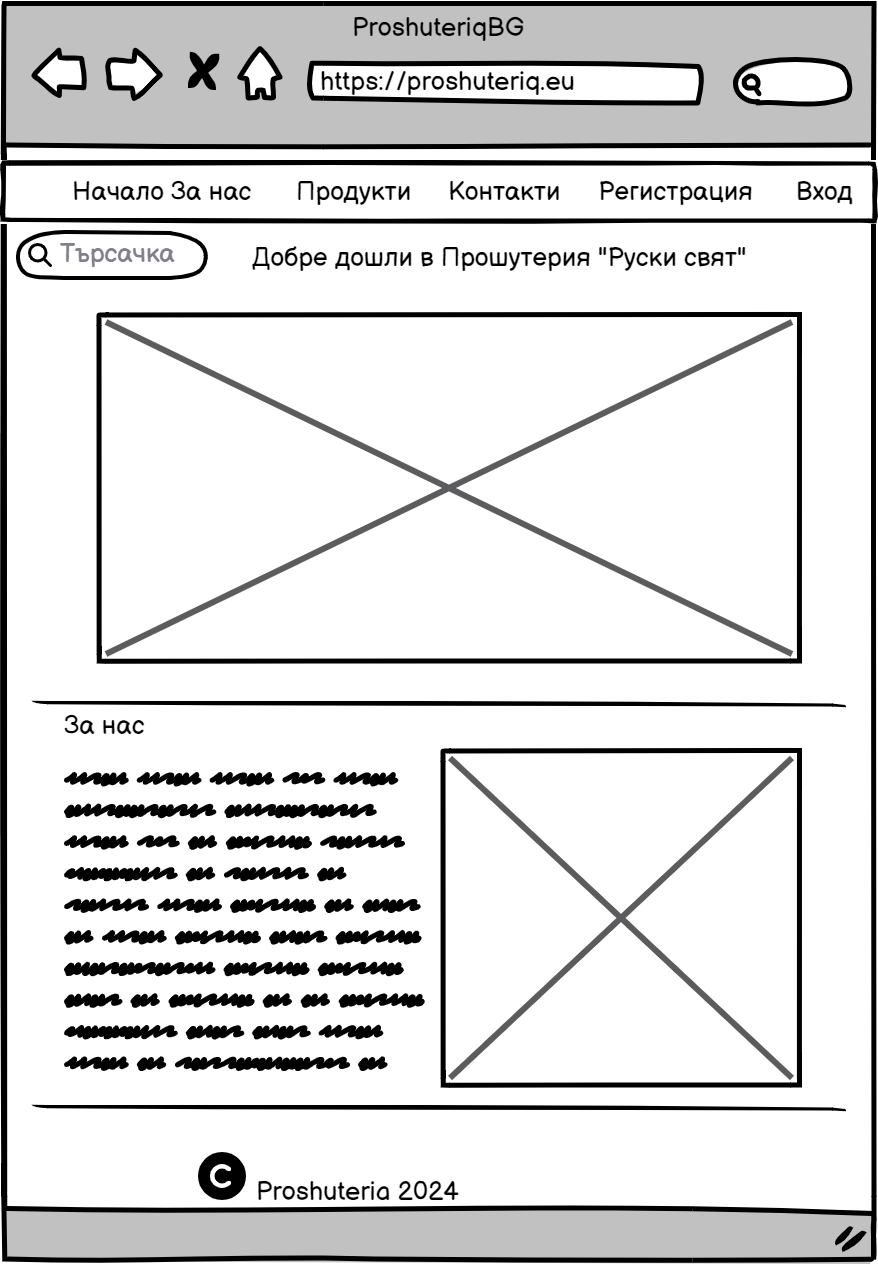 ProshuteriqBG
https://proshuteriq.eu
Начало За нас Продукти Контакти Регистрация Вход
Търсачка
Добре дошли в Прошутерия "Руски свят"
За нас
C Proshuteria 2024